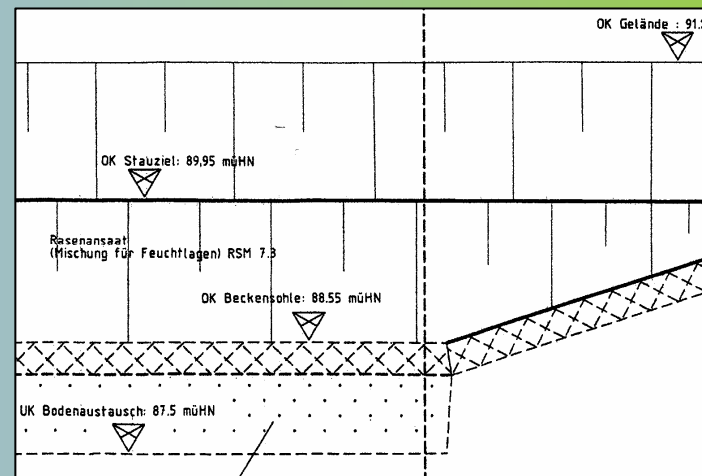 OK Gelände : 91.
OK Stauziel: 89,95 müHN
Rasenansaat
(Mischung für Feuchtlagen) RSM 7.3
OK Beckensohle: 88.55 müHN
UK Bodenaustausch: 87.5 müHN